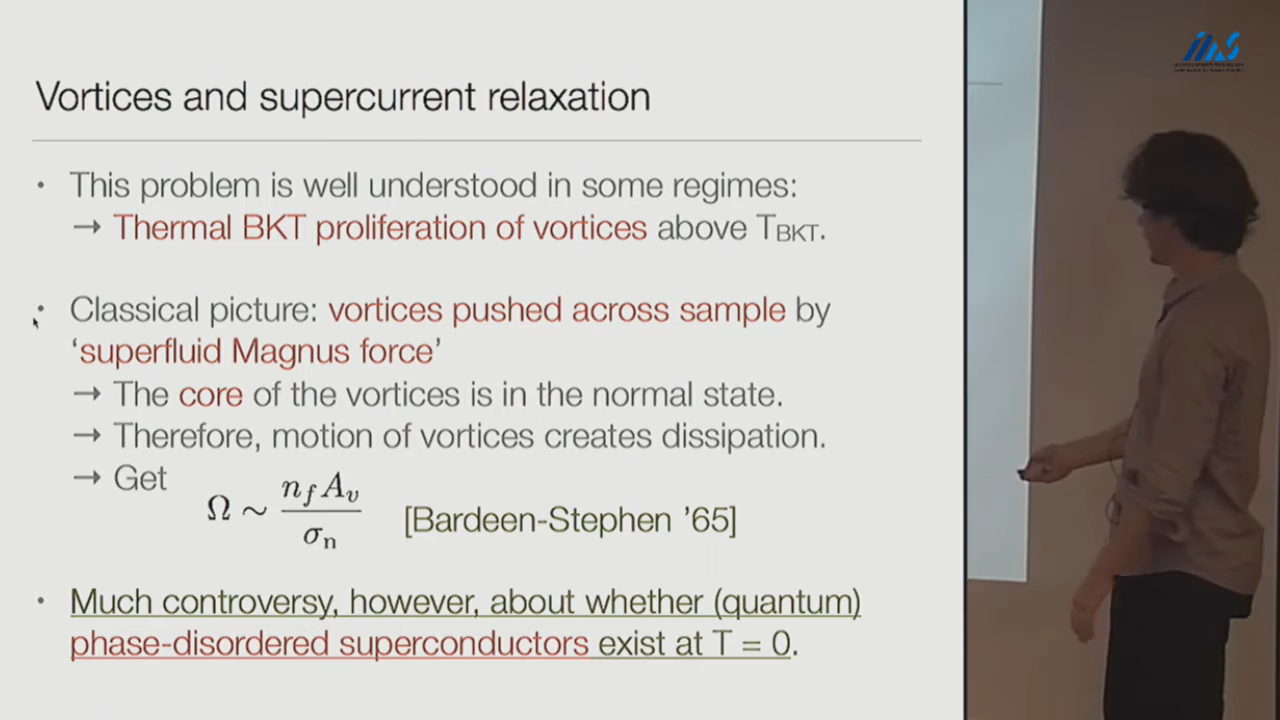 Vortices and supercurrent relaxation
• This problem is well understood in some regimes:
→ Thermal BKT proliferation of vortices above T_BKT.
• Classical picture: vortices pushed across sample by
‘superfluid Magnus force’
→ The core of the vortices is in the normal state.
→ Therefore, motion of vortices creates dissipation.
→ Get Ω ~ n_f A_v / σ_n [Bardeen-Stephen ’65]
• Much controversy, however, about whether (quantum)
phase-disordered superconductors exist at T = 0.